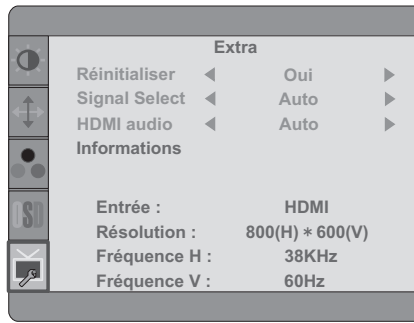 Extra
Réinitialiser ◀ Oui ▶
Signal Select ◀ Auto ▶
HDMI audio ◀ Auto ▶
Informations
Entrée : HDMI
Résolution : 800(H) * 600(V)
Fréquence H : 38KHz
Fréquence V : 60Hz
OSD